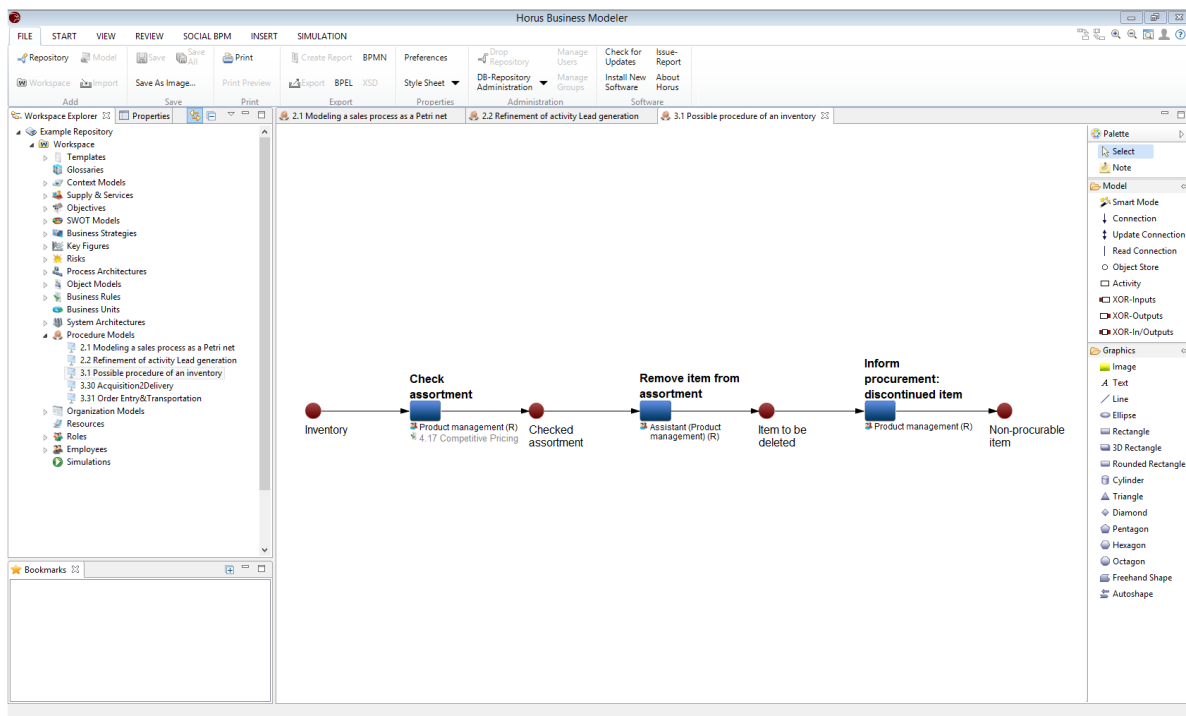 Horus Business Modeler
FILE START VIEW REVIEW SOCIAL BPM INSERT SIMULATION
Repository Model Save Save All Print Create Report BPMN Preferences Drop Repository Manage Users Check for Updates Issue-Report
Workspace Import Save As Image... Print Preview Export BPEL XSD Style Sheet DB-Repository Administration Manage Groups Install New Software About Horus
Add Save Print Export Properties Administration Software
Workspace Explorer Properties
Example Repository
Workspace
Templates
Glossaries
Context Models
Supply & Services
Objectives
SWOT Models
Business Strategies
Key Figures
Risks
Process Architectures
Object Models
Business Rules
Business Units
System Architectures
Procedure Models
2.1 Modeling a sales process as a Petri net
2.2 Refinement of activity Lead generation
3.1 Possible procedure of an inventory
3.30 Acquisition2Delivery
3.31 Order Entry&Transportation
Organization Models
Resources
Roles
Employees
Simulations
Bookmarks
2.1 Modeling a sales process as a Petri net 2.2 Refinement of activity Lead generation 3.1 Possible procedure of an inventory
Inventory
Check
assortment
Product management (R)
4.17 Competitive Pricing
Checked
assortment
Remove item from
assortment
Assistant (Product
management) (R)
Item to be
deleted
Inform
procurement:
discontinued item
Product management (R)
Non-procurable
item
Palette
Select
Note
Model
Smart Mode
Connection
Update Connection
Read Connection
Object Store
Activity
XOR-Inputs
XOR-Outputs
XOR-In/Outputs
Graphics
Image
A Text
Line
Ellipse
Rectangle
3D Rectangle
Rounded Rectangle
Cylinder
Triangle
Diamond
Pentagon
Hexagon
Octagon
Freehand Shape
Autoshape